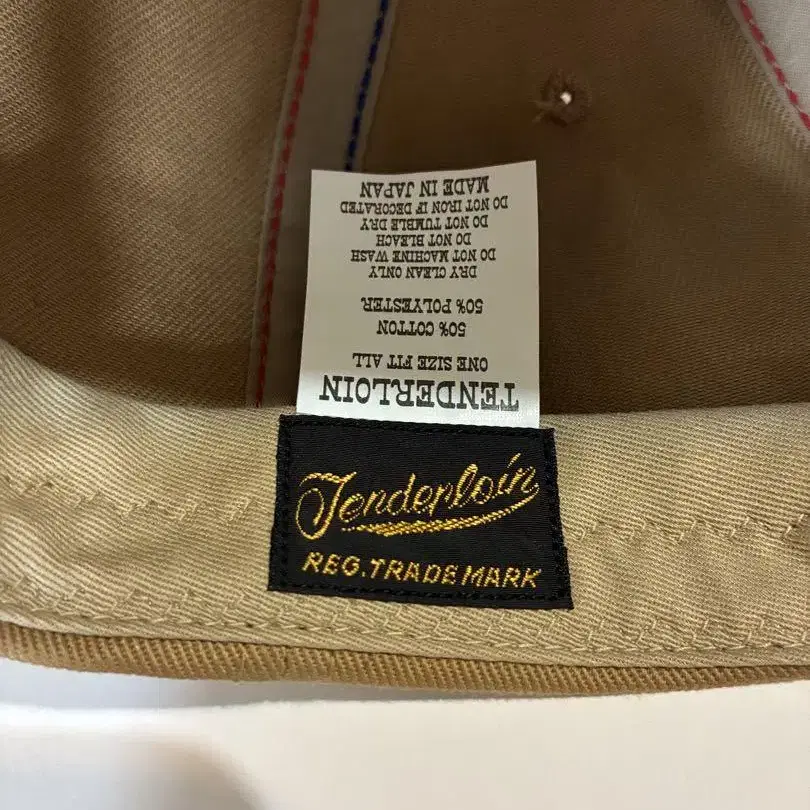 TENDERLOIN
ONE SIZE FIT ALL
50% COTTON
50% POLYESTER
DRY CLEAN ONLY
DO NOT MACHINE WASH
DO NOT BLEACH
DO NOT TUMBLE DRY
DO NOT IRON IF DECORATED
MADE IN JAPAN
Tenderloin
REG. TRADE MARK